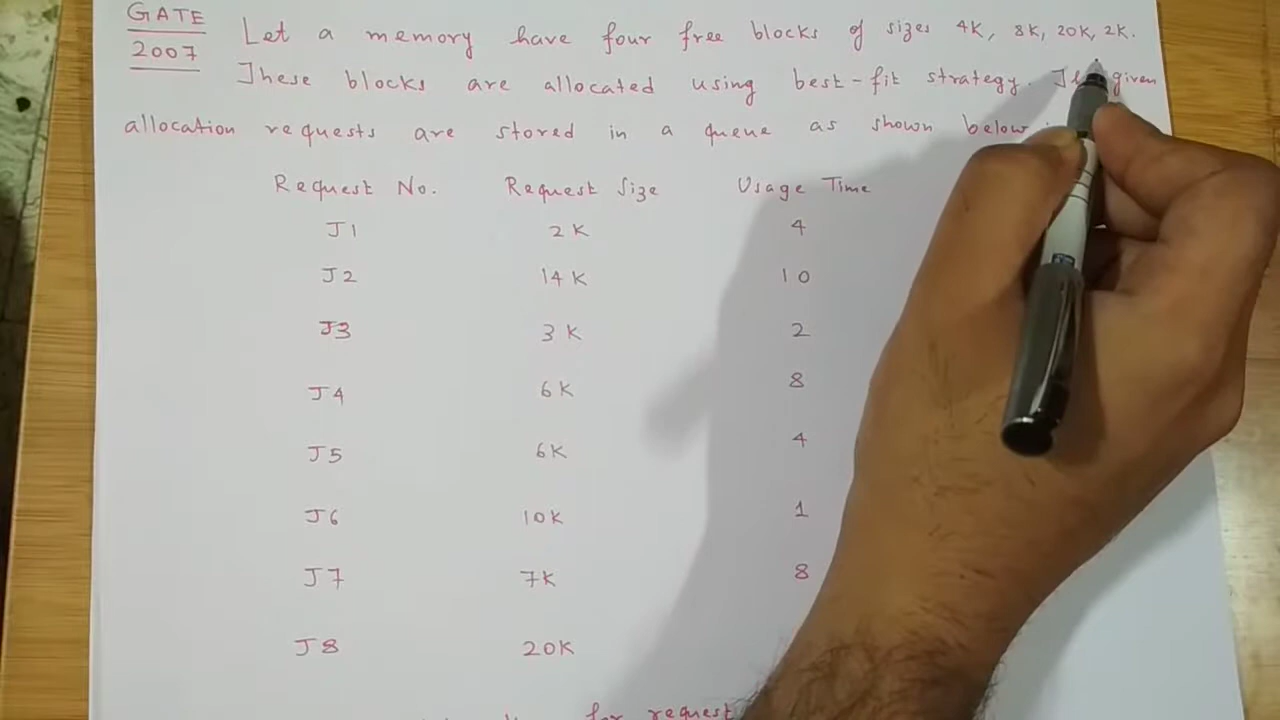 GATE
2007
Let a memory have four free blocks of sizes 4K, 8K, 20K, 2K.
These blocks are allocated using best-fit strategy. given
allocation requests are stored in a queue as shown below
Request No. Request Size Usage Time
J1 2K 4
J2 14K 10
J3 3K 2
J4 6K 8
J5 6K 4
J6 10K 1
J7 7K 8
J8 20K
for request